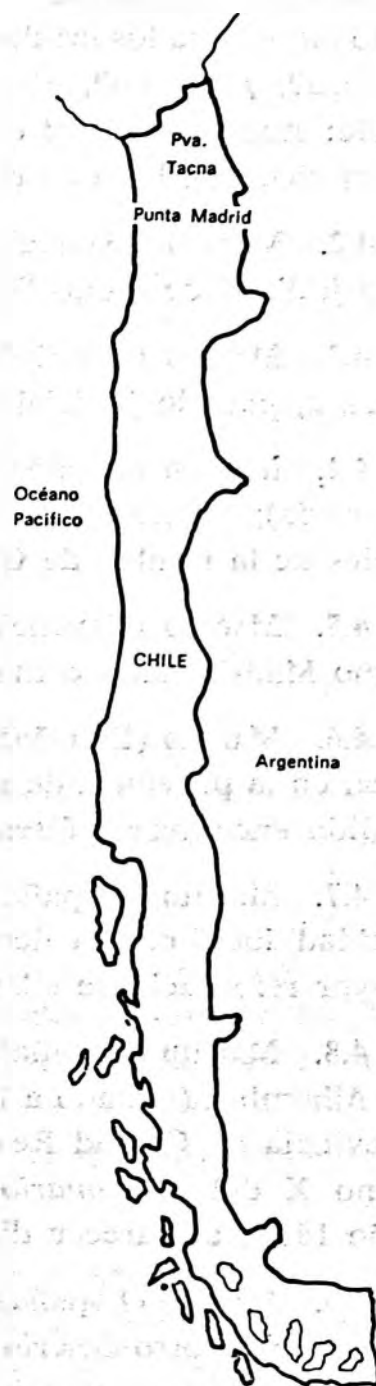 Pva.
Tacna
Punta Madrid
Océano
Pacífico
CHILE
Argentina